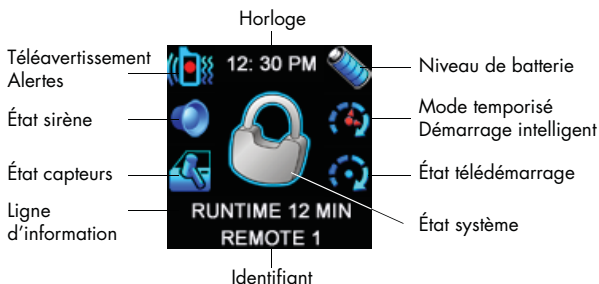 Horloge
Téléavertissement
Alertes
12: 30 PM
Niveau de batterie
Mode temporisé
Démarrage intelligent
État sirène
État capteurs
État télédémarrage
Ligne
d'information
RUNTIME 12 MIN
État système
REMOTE 1
Identifiant